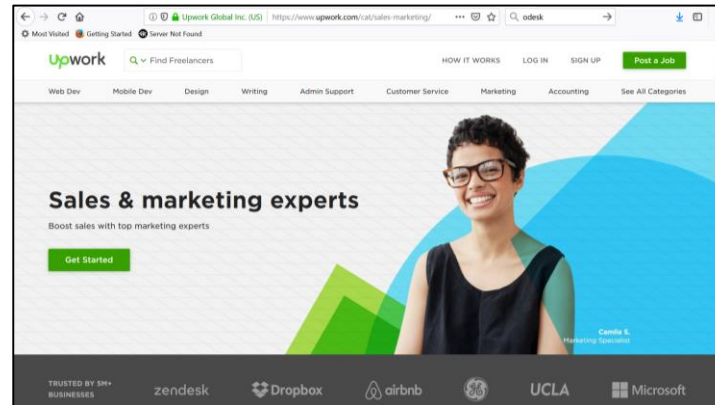 Upwork Global Inc. (US) https://www.upwork.com/cat/sales-marketing/ odesk
Most Visited Getting Started Server Not Found
Upwork Find Freelancers HOW IT WORKS LOG IN SIGN UP Post a Job
Web Dev Mobile Dev Design Writing Admin Support Customer Service Marketing Accounting See All Categories
Sales & marketing experts
Boost sales with top marketing experts
Get Started
Camila S.
Marketing Specialist
TRUSTED BY 5M+
BUSINESSES
zendesk Dropbox airbnb GE UCLA Microsoft